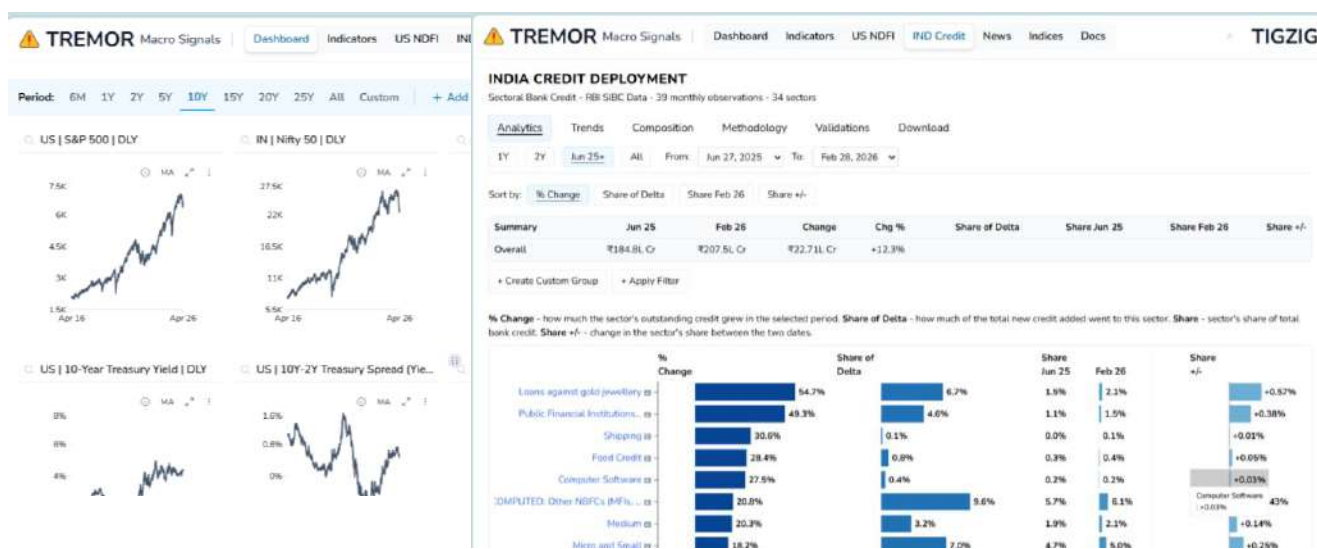 TREMOR Macro Signals Dashboard Indicators US NDFI
Period: 6M 1Y 2Y 5Y 10Y 15Y 20Y 25Y All Custom + Add
US | S&P 500 | DLY
MA
7.5K
6K
4.5K
3K
1.5K
Apr 16 Apr 26
IN | Nifty 50 | DLY
MA
27.5K
22K
16.5K
11K
5.5K
Apr 16 Apr 26
US | 10-Year Treasury Yield | DLY
MA
8%
6%
4%
US | 10Y-2Y Treasury Spread (Yie...
MA
1.6%
0.8%
0%
TREMOR Macro Signals Dashboard Indicators US NDFI IND Credit News Indices Docs TIGZIG
INDIA CREDIT DEPLOYMENT
Sectoral Bank Credit - RBI SIBC Data - 39 monthly observations - 34 sectors
Analytics Trends Composition Methodology Validations Download
1Y 2Y Jun 25+ All From: Jun 27, 2025 To: Feb 28, 2026
Sort by: % Change Share of Delta Share Feb 26 Share +/-
Summary Jun 25 Feb 26 Change Chg % Share of Delta Share Jun 25 Share Feb 26 Share +/-
Overall ₹184.8L Cr ₹207.5L Cr ₹22.71L Cr +12.3%
+ Create Custom Group + Apply Filter
% Change - how much the sector's outstanding credit grew in the selected period. Share of Delta - how much of the total new credit added went to this sector. Share - sector's share of total
bank credit. Share +/- - change in the sector's share between the two dates.
% Change Share of Delta Share Jun 25 Feb 26 Share +/-
Loans against gold jewellery 54.7% 6.7% 1.5% 2.1% +0.57%
Public Financial Institutions... 49.3% 4.6% 1.1% 1.5% +0.38%
Shipping 30.6% 0.1% 0.0% 0.1% +0.01%
Food Credit 28.4% 0.8% 0.3% 0.4% +0.05%
Computer Software 27.5% 0.4% 0.2% 0.2% +0.03%
COMPUTED: Other NBFCs (MFIs, ... 20.8% 9.6% 5.7% 6.1% 43%
Computer Software
+0.03%
Medium 20.3% 3.2% 1.9% 2.1% +0.14%
Micro and Small 18.2% 7.0% 4.7% 5.0% +0.25%